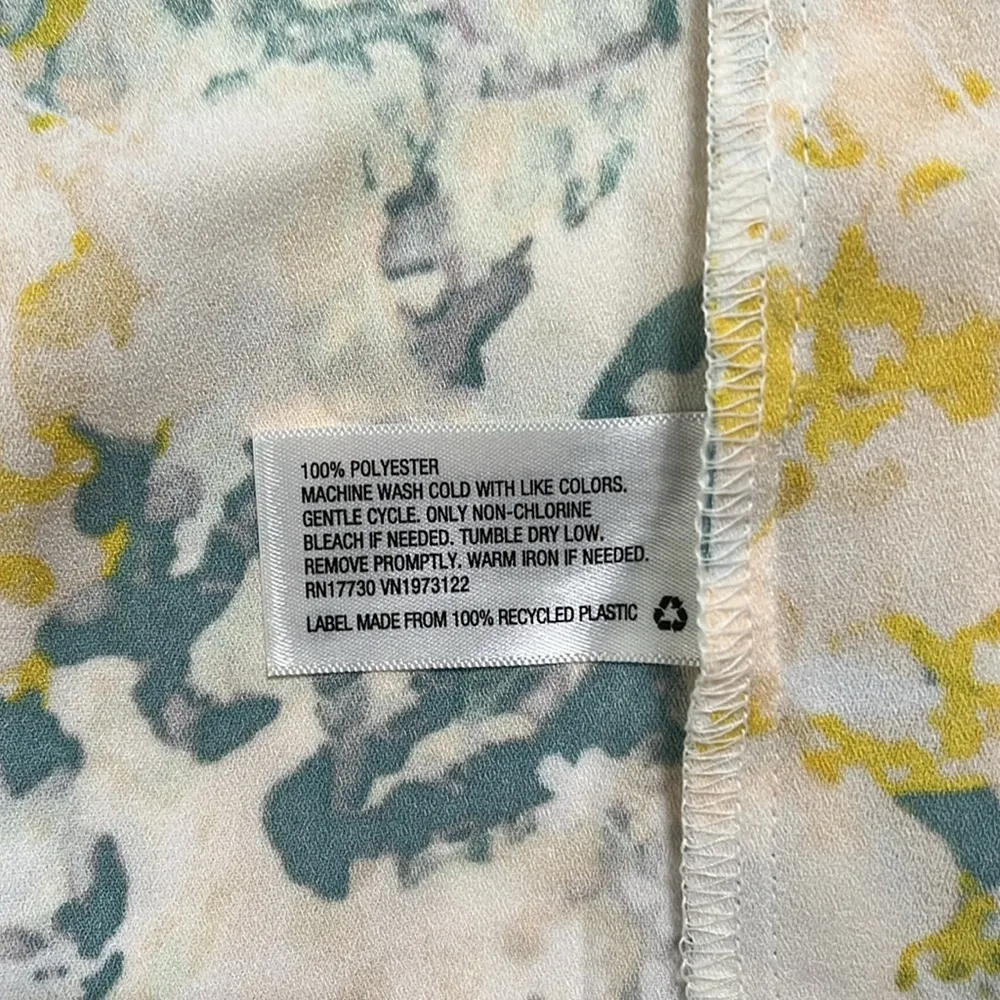 100% POLYESTER
MACHINE WASH COLD WITH LIKE COLORS.
GENTLE CYCLE. ONLY NON-CHLORINE
BLEACH IF NEEDED. TUMBLE DRY LOW.
REMOVE PROMPTLY. WARM IRON IF NEEDED.
RN17730 VN1973122
LABEL MADE FROM 100% RECYCLED PLASTIC